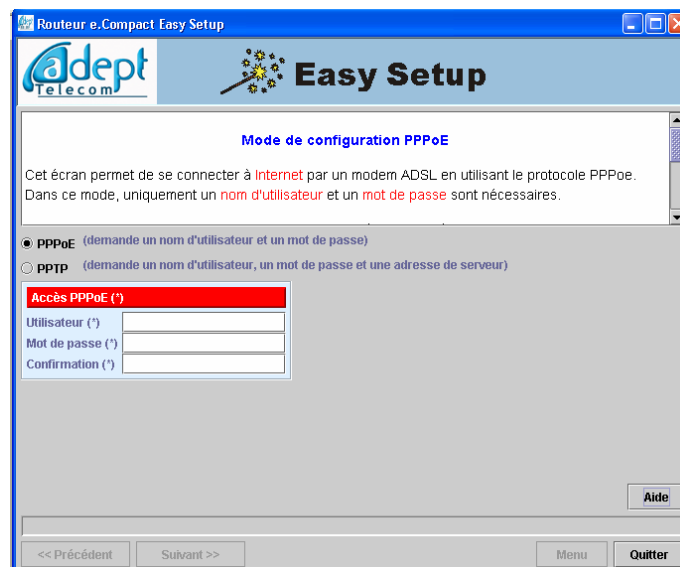 Routeur e.Compact Easy Setup
adept
Telecom
Easy Setup
Mode de configuration PPPoE
Cet écran permet de se connecter à Internet par un modem ADSL en utilisant le protocole PPPoe.
Dans ce mode, uniquement un nom d'utilisateur et un mot de passe sont nécessaires.
PPPoE (demande un nom d'utilisateur et un mot de passe)
PPTP (demande un nom d'utilisateur, un mot de passe et une adresse de serveur)
Accès PPPoE (*)
Utilisateur (*)
Mot de passe (*)
Confirmation (*)
Aide
<< Précédent
Suivant >>
Menu
Quitter